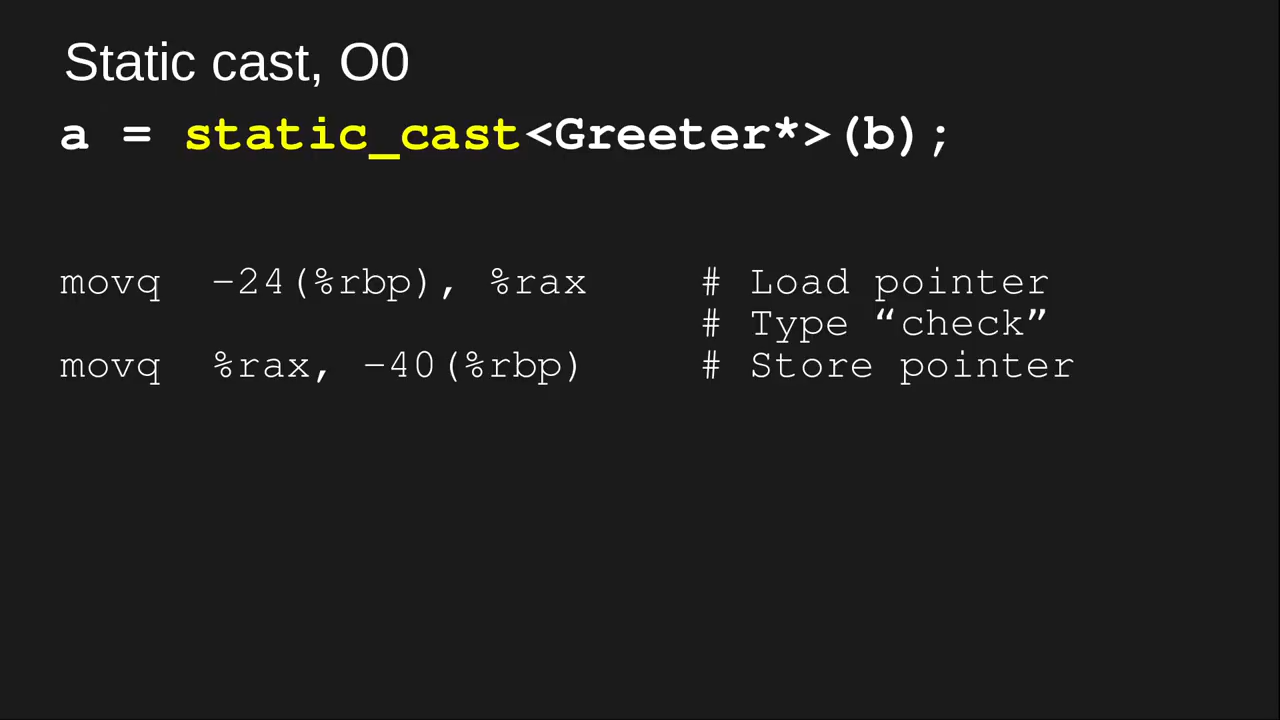 Static cast, O0
a = static_cast<Greeter*>(b);
movq  -24(%rbp), %rax  # Load pointer
# Type “check”
movq  %rax, -40(%rbp)  # Store pointer